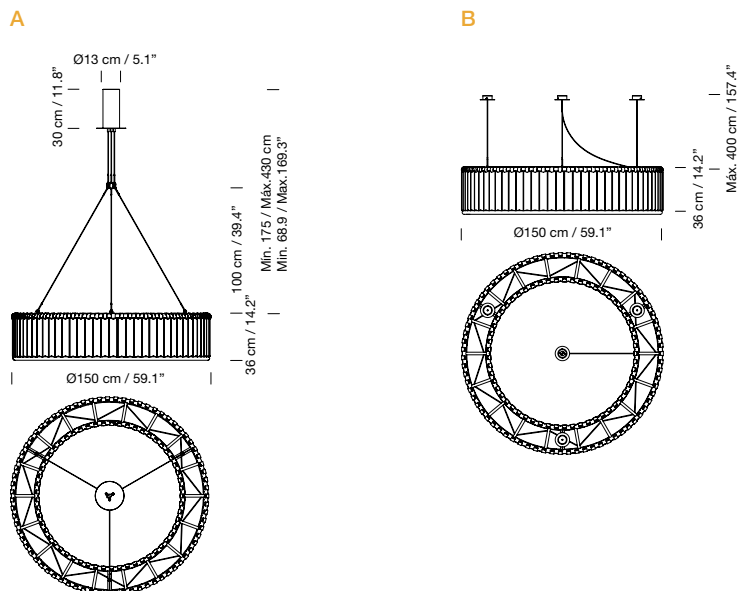 A
Ø13 cm / 5.1”
30 cm / 11.8”
Mín. 175 / Máx.430 cm
Min. 68.9 / Max.169.3”
100 cm / 39.4”
36 cm / 14.2”
Ø150 cm / 59.1”
B
Máx. 400 cm / 157.4”
36 cm / 14.2”
Ø150 cm / 59.1”